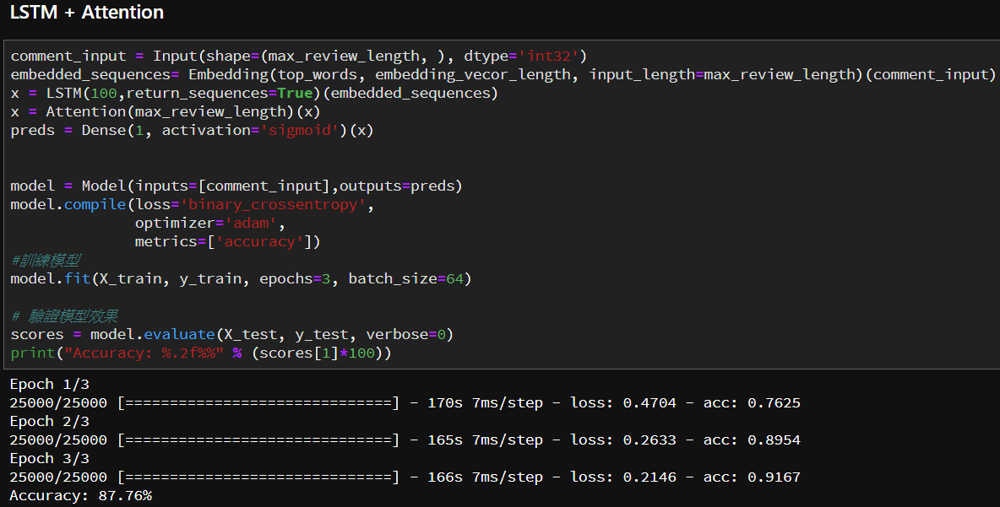 LSTM + Attention
comment_input = Input(shape=(max_review_length, ), dtype='int32')
embedded_sequences= Embedding(top_words, embedding_vecor_length, input_length=max_review_length)(comment_input)
x = LSTM(100,return_sequences=True)(embedded_sequences)
x = Attention(max_review_length)(x)
preds = Dense(1, activation='sigmoid')(x)
model = Model(inputs=[comment_input],outputs=preds)
model.compile(loss='binary_crossentropy',
optimizer='adam',
metrics=['accuracy'])
#訓練模型
model.fit(X_train, y_train, epochs=3, batch_size=64)
# 驗證模型效果
scores = model.evaluate(X_test, y_test, verbose=0)
print("Accuracy: %.2f%%" % (scores[1]*100))
Epoch 1/3
25000/25000 [==============================] - 170s 7ms/step - loss: 0.4704 - acc: 0.7625
Epoch 2/3
25000/25000 [==============================] - 165s 7ms/step - loss: 0.2633 - acc: 0.8954
Epoch 3/3
25000/25000 [==============================] - 166s 7ms/step - loss: 0.2146 - acc: 0.9167
Accuracy: 87.76%